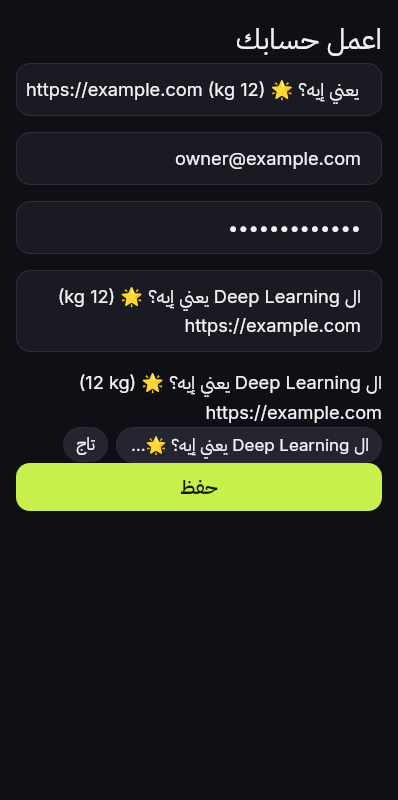 اعمل حسابك
يعني إيه؟ 🌟 (12 kg) https://example.com
owner@example.com
•••••••••••••
ال Deep Learning يعني إيه؟ 🌟 (12 kg)
https://example.com
ال Deep Learning يعني إيه؟ 🌟 (12 kg)
https://example.com
ال Deep Learning يعني إيه؟ 🌟...
تاج
حفظ